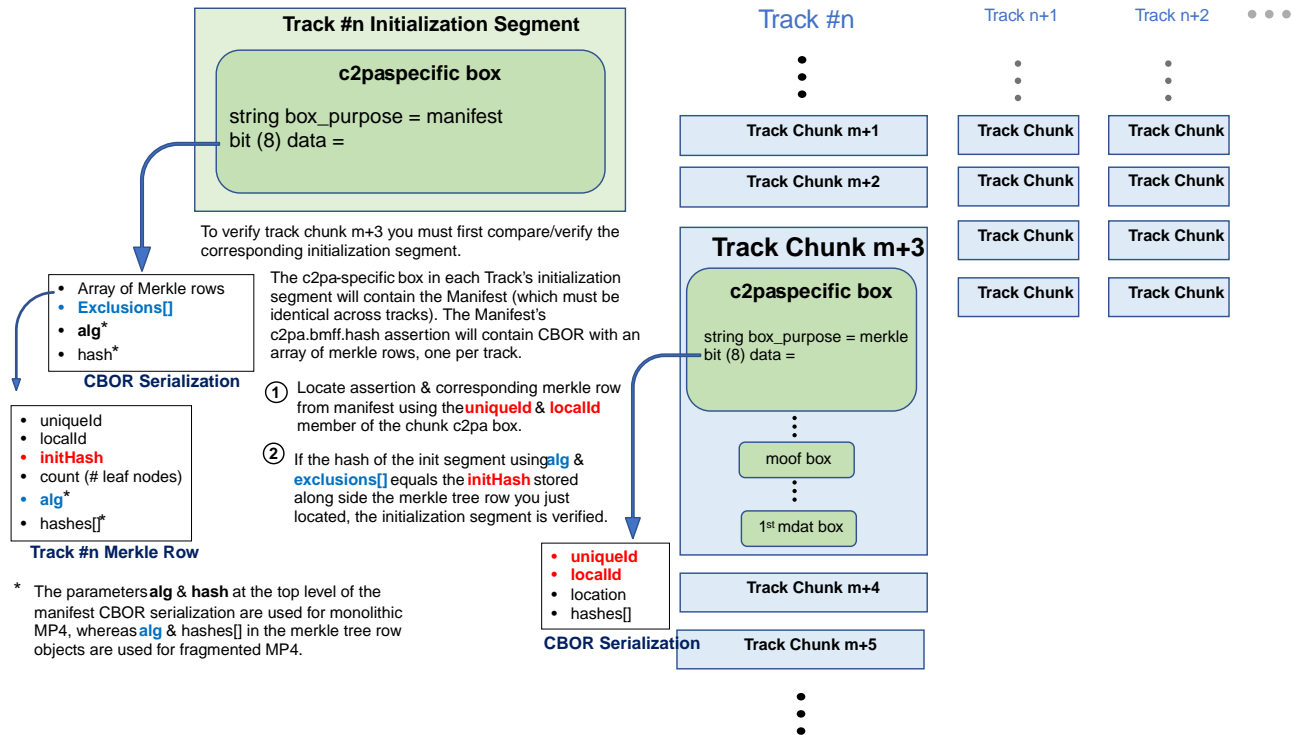 Track #n Initialization Segment
c2paspecific box
string box_purpose = manifest
bit (8) data =
To verify track chunk m+3 you must first compare/verify the
corresponding initialization segment.
• Array of Merkle rows
• Exclusions[]
• alg*
• hash*
CBOR Serialization
The c2pa-specific box in each Track's initialization
segment will contain the Manifest (which must be
identical across tracks). The Manifest's
c2pa.bmff.hash assertion will contain CBOR with an
array of merkle rows, one per track.
1 Locate assertion & corresponding merkle row
from manifest using the uniqueId & localId
member of the chunk c2pa box.
2 If the hash of the init segment using alg &
exclusions[] equals the initHash stored
along side the merkle tree row you just
located, the initialization segment is verified.
• uniqueId
• localId
• initHash
• count (# leaf nodes)
• alg*
• hashes[]*
Track #n Merkle Row
* The parameters alg & hash at the top level of the
manifest CBOR serialization are used for monolithic
MP4, whereas alg & hashes[] in the merkle tree row
objects are used for fragmented MP4.
Track #n
Track Chunk m+1
Track Chunk m+2
Track Chunk m+3
c2paspecific box
string box_purpose = merkle
bit (8) data =
moof box
1st mdat box
• uniqueId
• localId
• location
• hashes[]
CBOR Serialization
Track Chunk m+4
Track Chunk m+5
Track n+1
Track Chunk
Track Chunk
Track Chunk
Track Chunk
Track n+2
Track Chunk
Track Chunk
Track Chunk
Track Chunk